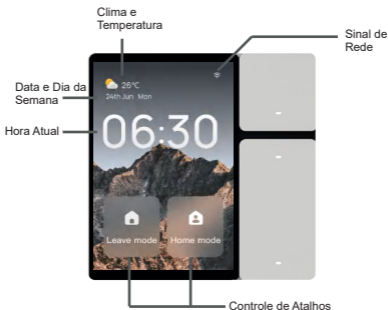 Clima e
Temperatura
Sinal de
Rede
26°C
24th Jun Mon
Data e Dia da
Semana
06:30
Hora Atual
Leave mode
Home mode
Controle de Atalhos